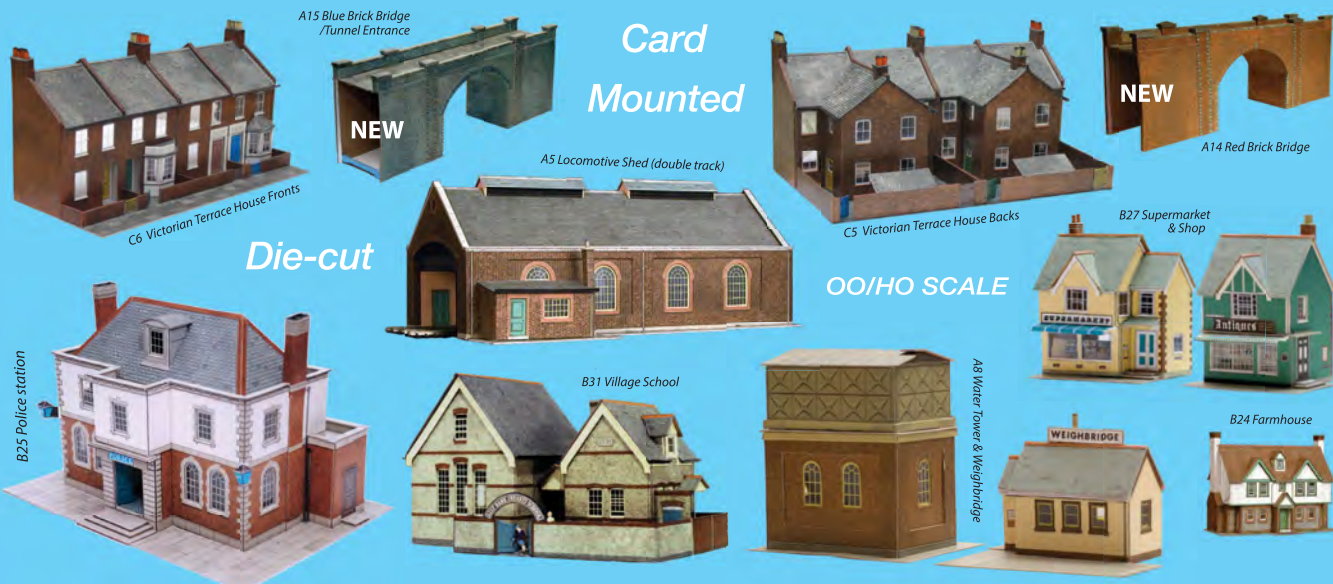 A15 Blue Brick Bridge
/Tunnel Entrance
Card
Mounted
NEW
NEW
A14 Red Brick Bridge
A5 Locomotive Shed (double track)
C6 Victorian Terrace House Fronts
C5 Victorian Terrace House Backs
B27 Supermarket
& Shop
Die-cut
OO/HO SCALE
SUPERMARKET
Antiques
B25 Police station
B31 Village School
A8 Water Tower & Weighbridge
WEIGHBRIDGE
B24 Farmhouse